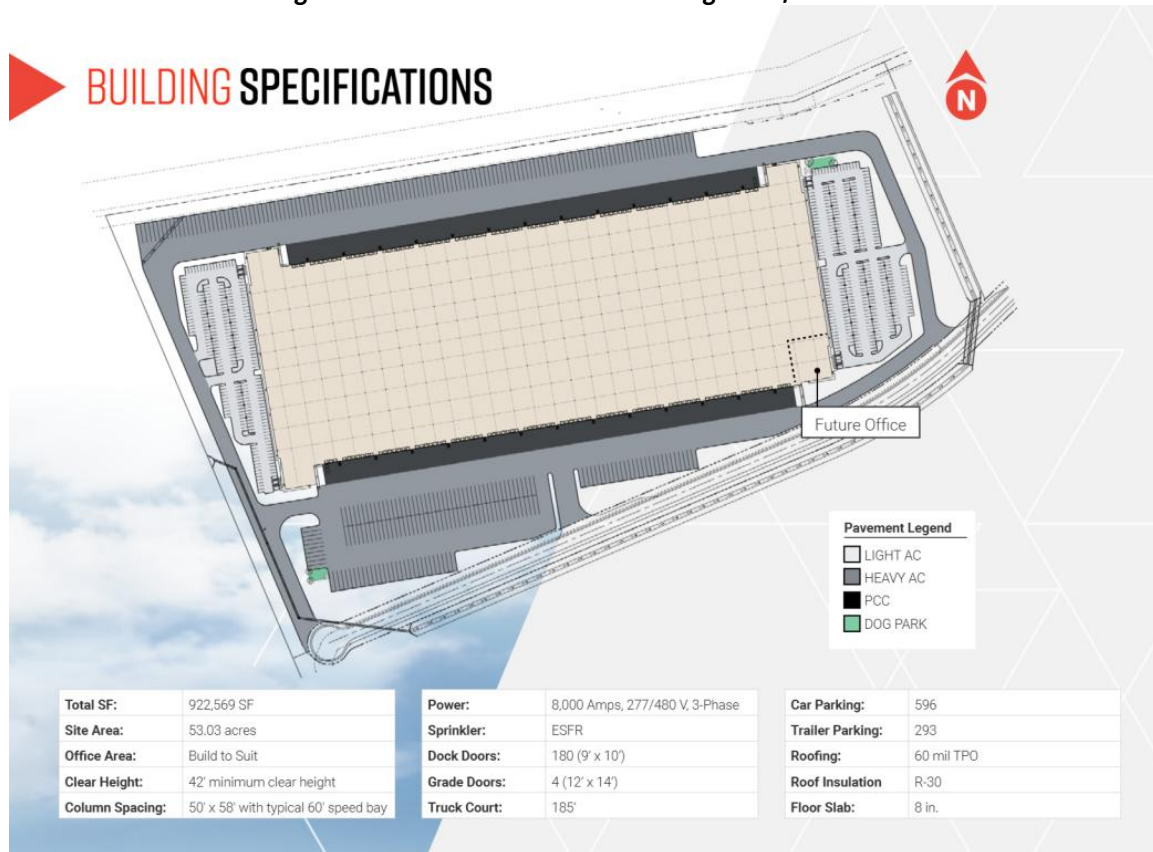 BUILDING SPECIFICATIONS
N
Future Office
Pavement Legend
LIGHT AC
HEAVY AC
PCC
DOG PARK
Total SF: 922,569 SF
Site Area: 53.03 acres
Office Area: Build to Suit
Clear Height: 42' minimum clear height
Column Spacing: 50' x 58' with typical 60' speed bay
Power: 8,000 Amps, 277/480 V, 3-Phase
Sprinkler: ESFR
Dock Doors: 180 (9' x 10')
Grade Doors: 4 (12' x 14')
Truck Court: 185'
Car Parking: 596
Trailer Parking: 293
Roofing: 60 mil TPO
Roof Insulation R-30
Floor Slab: 8 in.